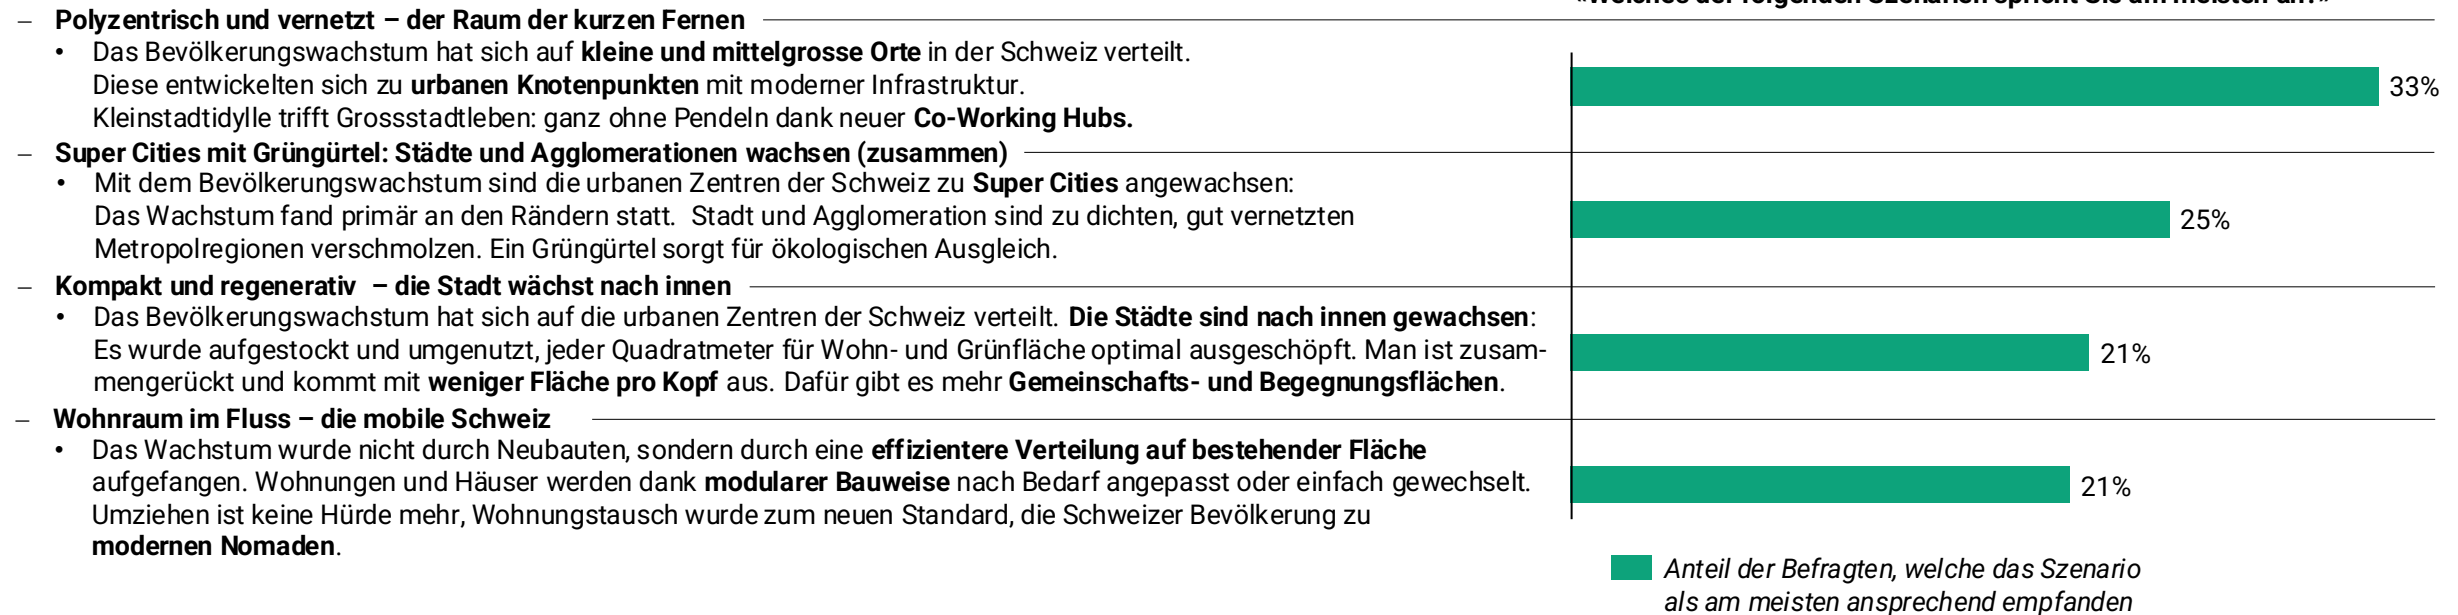 «Welches der folgenden Szenarien spricht Sie am meisten an?»
– Polyzentrisch und vernetzt – der Raum der kurzen Fernen
• Das Bevölkerungswachstum hat sich auf kleine und mittelgrosse Orte in der Schweiz verteilt.
Diese entwickelten sich zu urbanen Knotenpunkten mit moderner Infrastruktur.
Kleinstadtidylle trifft Grossstadtleben: ganz ohne Pendeln dank neuer Co-Working Hubs.
33%
– Super Cities mit Grüngürtel: Städte und Agglomerationen wachsen (zusammen)
• Mit dem Bevölkerungswachstum sind die urbanen Zentren der Schweiz zu Super Cities angewachsen:
Das Wachstum fand primär an den Rändern statt. Stadt und Agglomeration sind zu dichten, gut vernetzten
Metropolregionen verschmolzen. Ein Grüngürtel sorgt für ökologischen Ausgleich.
25%
– Kompakt und regenerativ – die Stadt wächst nach innen
• Das Bevölkerungswachstum hat sich auf die urbanen Zentren der Schweiz verteilt. Die Städte sind nach innen gewachsen:
Es wurde aufgestockt und umgenutzt, jeder Quadratmeter für Wohn- und Grünfläche optimal ausgeschöpft. Man ist zusam-
mengerückt und kommt mit weniger Fläche pro Kopf aus. Dafür gibt es mehr Gemeinschafts- und Begegnungsflächen.
21%
– Wohnraum im Fluss – die mobile Schweiz
• Das Wachstum wurde nicht durch Neubauten, sondern durch eine effizientere Verteilung auf bestehender Fläche
aufgefangen. Wohnungen und Häuser werden dank modularer Bauweise nach Bedarf angepasst oder einfach gewechselt.
Umziehen ist keine Hürde mehr, Wohnungstausch wurde zum neuen Standard, die Schweizer Bevölkerung zu
modernen Nomaden.
21%
Anteil der Befragten, welche das Szenario
als am meisten ansprechend empfanden